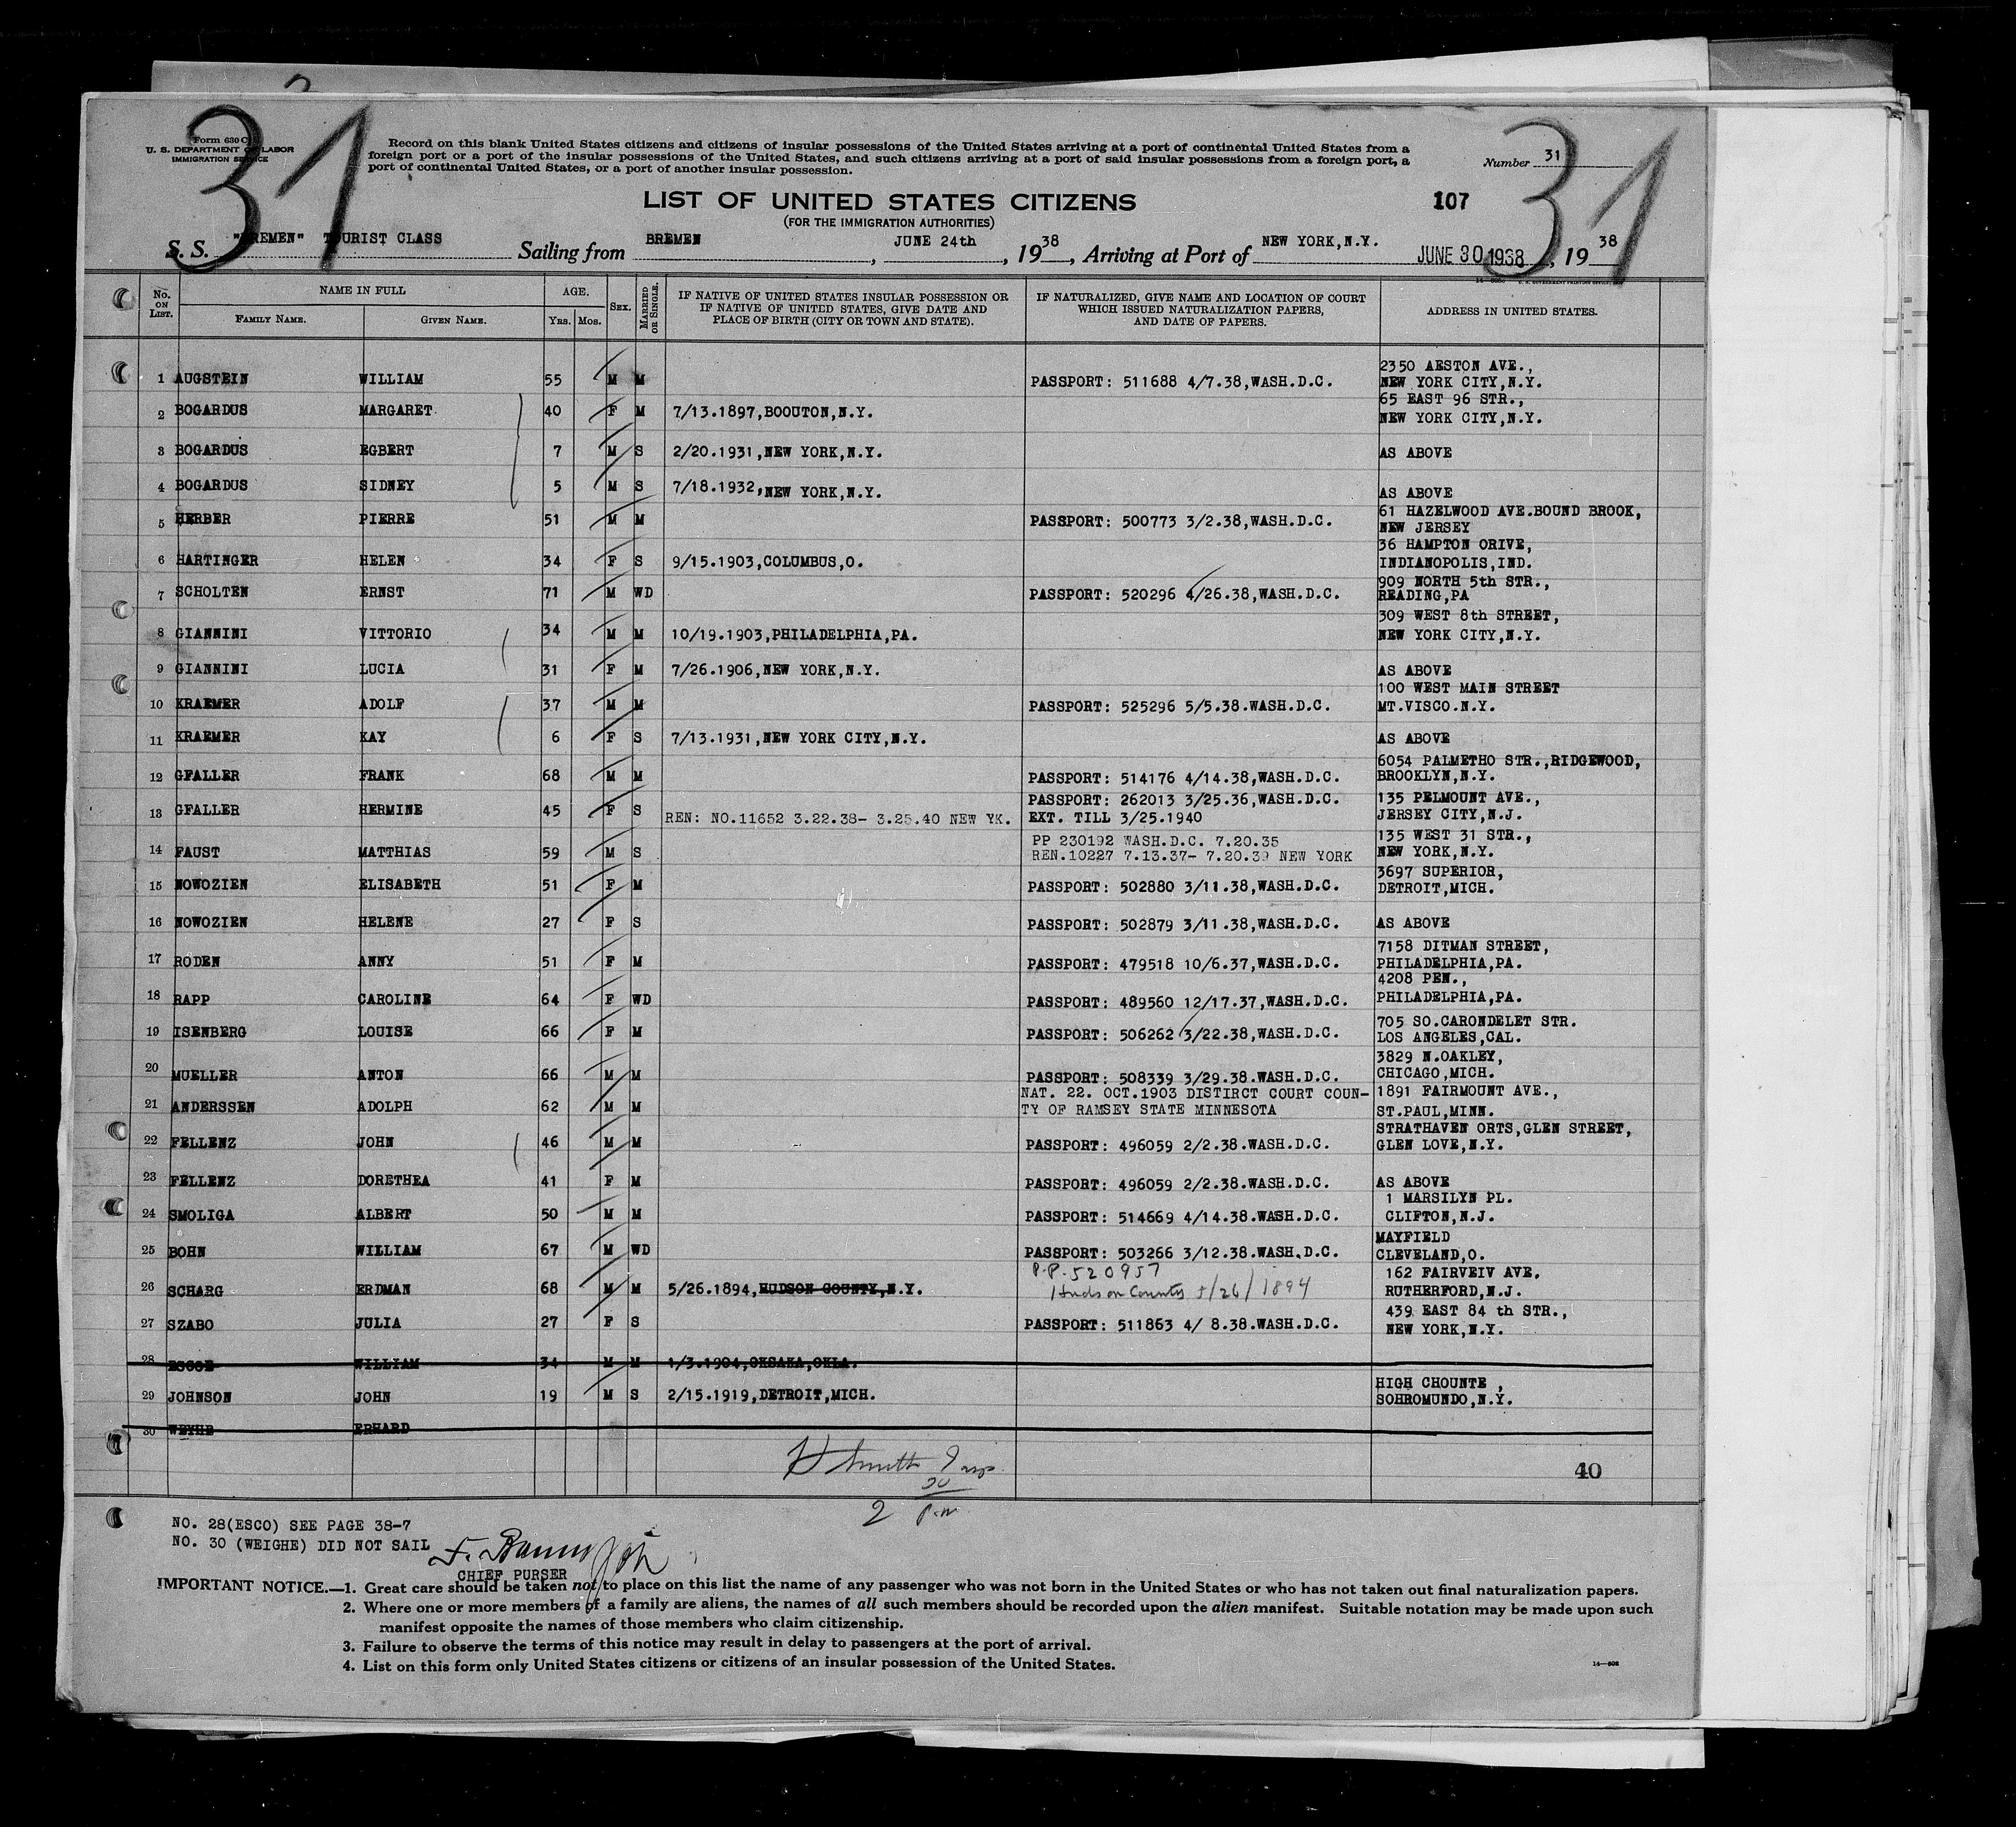 31
31
Form 630 C
U. S. DEPARTMENT OF LABOR
IMMIGRATION SERVICE
Record on this blank United States citizens and citizens of insular possessions of the United States arriving at a port of continental United States from a
foreign port or a port of the insular possessions of the United States, and such citizens arriving at a port of said insular possessions from a foreign port, a
port of continental United States, or a port of another insular possession.
Number 31
LIST OF UNITED STATES CITIZENS
107
(FOR THE IMMIGRATION AUTHORITIES)
S. S. "BREMEN" TOURIST CLASS Sailing from BREMEN, JUNE 24th, 1938, Arriving at Port of NEW YORK,N.Y. JUNE 30 1938, 1938
No. ON LIST. NAME IN FULL AGE. SEX. MARRIED OR SINGLE. IF NATIVE OF UNITED STATES INSULAR POSSESSION OR IF NATIVE OF UNITED STATES, GIVE DATE AND PLACE OF BIRTH (CITY OR TOWN AND STATE). IF NATURALIZED, GIVE NAME AND LOCATION OF COURT WHICH ISSUED NATURALIZATION PAPERS, AND DATE OF PAPERS. ADDRESS IN UNITED STATES.
FAMILY NAME. GIVEN NAME. YRS. MOS.
1 AUGSTEIN WILLIAM 55 M M PASSPORT: 511688 4/7.38,WASH.D.C. 2350 AESTON AVE., NEW YORK CITY,N.Y.
2 BOGARDUS MARGARET 40 F M 7/13.1897,BOOUTON,N.Y. 65 EAST 96 STR., NEW YORK CITY,N.Y.
3 BOGARDUS EGBERT 7 M S 2/20.1931,NEW YORK,N.Y. AS ABOVE
4 BOGARDUS SIDNEY 5 M S 7/18.1932,NEW YORK,N.Y. AS ABOVE
5 HERBER PIERRE 51 M M PASSPORT: 500773 3/2.38,WASH.D.C. 61 HAZELWOOD AVE.BOUND BROOK, NEW JERSEY
6 HARTINGER HELEN 34 F S 9/15.1903,COLUMBUS,O. 36 HAMPTON ORIVE, INDIANOPOLIS,IND.
7 SCHOLTEN ERNST 71 M WD PASSPORT: 520296 4/26.38,WASH.D.C. 909 NORTH 5th STR., READING,PA
8 GIANNINI VITTORIO 34 M M 10/19.1903,PHILADELPHIA,PA. 309 WEST 8th STREET, NEW YORK CITY,N.Y.
9 GIANNINI LUCIA 31 F M 7/26.1906,NEW YORK,N.Y. AS ABOVE
10 KRAEMER ADOLF 37 M M PASSPORT: 525296 5/5.38.WASH.D.C. 100 WEST MAIN STREET MT.VISCO.N.Y.
11 KRAEMER KAY 6 F S 7/13.1931,NEW YORK CITY,N.Y. AS ABOVE
12 GFALLER FRANK 68 M M PASSPORT: 514176 4/14.38,WASH.D.C. 6054 PALMETHO STR.,RIDGEWOOD, BROOKLYN,N.Y.
13 GFALLER HERMINE 45 F S REN: NO.11652 3.22.38- 3.25.40 NEW YK. PASSPORT: 262013 3/25.36,WASH.D.C. EXT. TILL 3/25.1940 135 PELMOUNT AVE., JERSEY CITY,N.J.
14 FAUST MATTHIAS 59 M S PP 230192 WASH.D.C. 7.20.35 REN.10227 7.13.37- 7.20.39 NEW YORK 135 WEST 31 STR., NEW YORK,N.Y.
15 NOWOZIEN ELISABETH 51 F M PASSPORT: 502880 3/11.38,WASH.D.C. 3697 SUPERIOR, DETROIT,MICH.
16 NOWOZIEN HELENE 27 F S PASSPORT: 502879 3/11.38,WASH.D.C. AS ABOVE
17 RODEN ANNY 51 F M PASSPORT: 479518 10/6.37,WASH.D.C. 7158 DITMAN STREET, PHILADELPHIA,PA.
18 RAPP CAROLINE 64 F WD PASSPORT: 489560 12/17.37,WASH.D.C. 4208 PEN., PHILADELPHIA,PA.
19 ISENBERG LOUISE 66 F M PASSPORT: 506262 3/22.38,WASH.D.C. 705 SO.CARONDELET STR. LOS ANGELES,CAL.
20 MUELLER ANTON 66 M M PASSPORT: 508339 3/29.38.WASH.D.C. 3829 N.OAKLEY, CHICAGO,MICH.
21 ANDERSSEN ADOLPH 62 M M NAT. 22. OCT.1903 DISTIRCT COURT COUN- TY OF RAMSEY STATE MINNESOTA 1891 FAIRMOUNT AVE., ST.PAUL,MINN.
22 FELLENZ JOHN 46 M M PASSPORT: 496059 2/2.38.WASH.D.C. STRATHAVEN ORTS,GLEN STREET, GLEN LOVE,N.Y.
23 FELLENZ DORETHEA 41 F M PASSPORT: 496059 2/2.38.WASH.D.C. AS ABOVE
24 SMOLIGA ALBERT 50 M M PASSPORT: 514669 4/14.38.WASH.D.C. 1 MARSILYN PL. CLIFTON,N.J.
25 BOHN WILLIAM 67 M WD PASSPORT: 503266 3/12.38.WASH.D.C. MAYFIELD CLEVELAND,O.
26 SCHARG ERDMAN 68 M M 5/26.1894,HUDSON COUNTY,N.Y. P.P. 520957 Hudson County 5/26/1894 162 FAIRVEIV AVE. RUTHERFORD,N.J.
27 SZABO JULIA 27 F S PASSPORT: 511863 4/ 8.38.WASH.D.C. 439 EAST 84 th STR., NEW YORK,N.Y.
28 WILLIAM 34 M M 1/3.1904,OKSAKA,OKLA.
29 JOHNSON JOHN 19 M S 2/15.1919,DETROIT,MICH. HIGH CHOUNTE , SOHROMUNDO,N.Y.
30 WEYHE ERHARD
40
2 P.m
NO. 28(ESCO) SEE PAGE 38-7
NO. 30 (WEIGHE) DID NOT SAIL
CHIEF PURSER
IMPORTANT NOTICE.—1. Great care should be taken not to place on this list the name of any passenger who was not born in the United States or who has not taken out final naturalization papers.
2. Where one or more members of a family are aliens, the names of all such members should be recorded upon the alien manifest. Suitable notation may be made upon such
manifest opposite the names of those members who claim citizenship.
3. Failure to observe the terms of this notice may result in delay to passengers at the port of arrival.
4. List on this form only United States citizens or citizens of an insular possession of the United States.